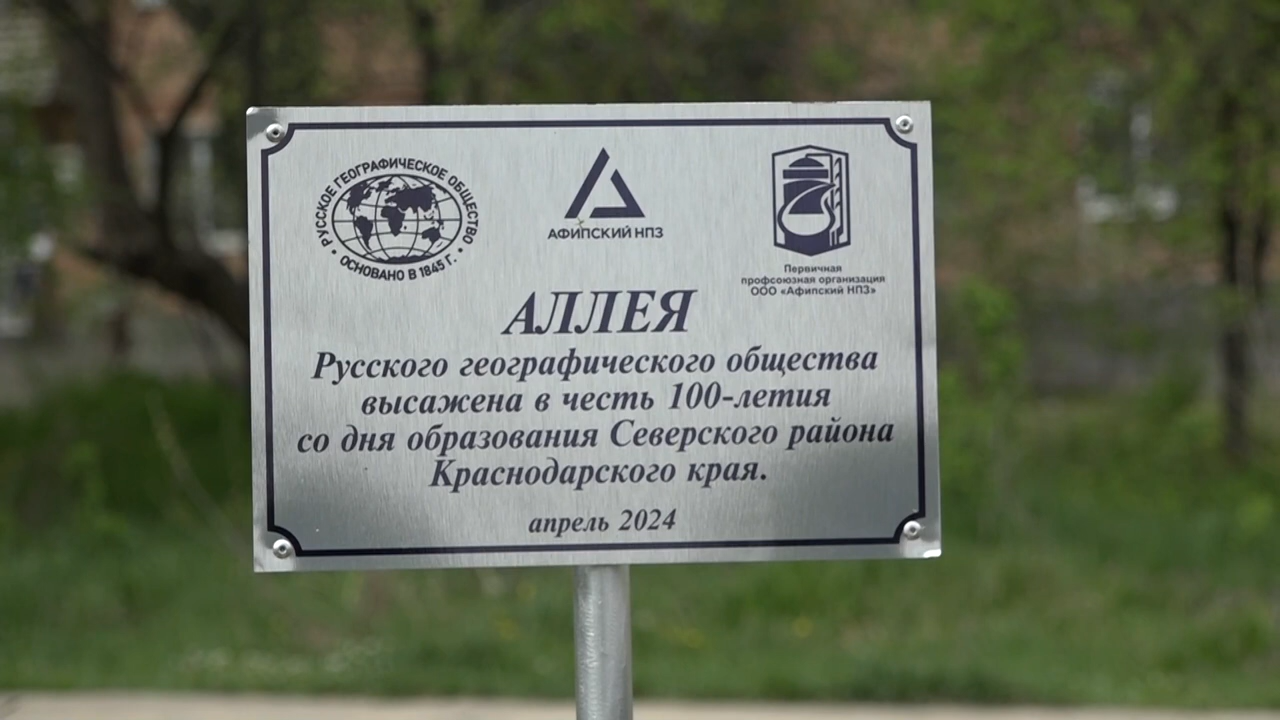 РУССКОЕ ГЕОГРАФИЧЕСКОЕ ОБЩЕСТВО
• ОСНОВАНО В 1845 Г. •
АФИПСКИЙ НПЗ
Первичная
профсоюзная организация
ООО «Афипский НПЗ»
АЛЛЕЯ
Русского географического общества
высажена в честь 100-летия
со дня образования Северского района
Краснодарского края.
апрель 2024